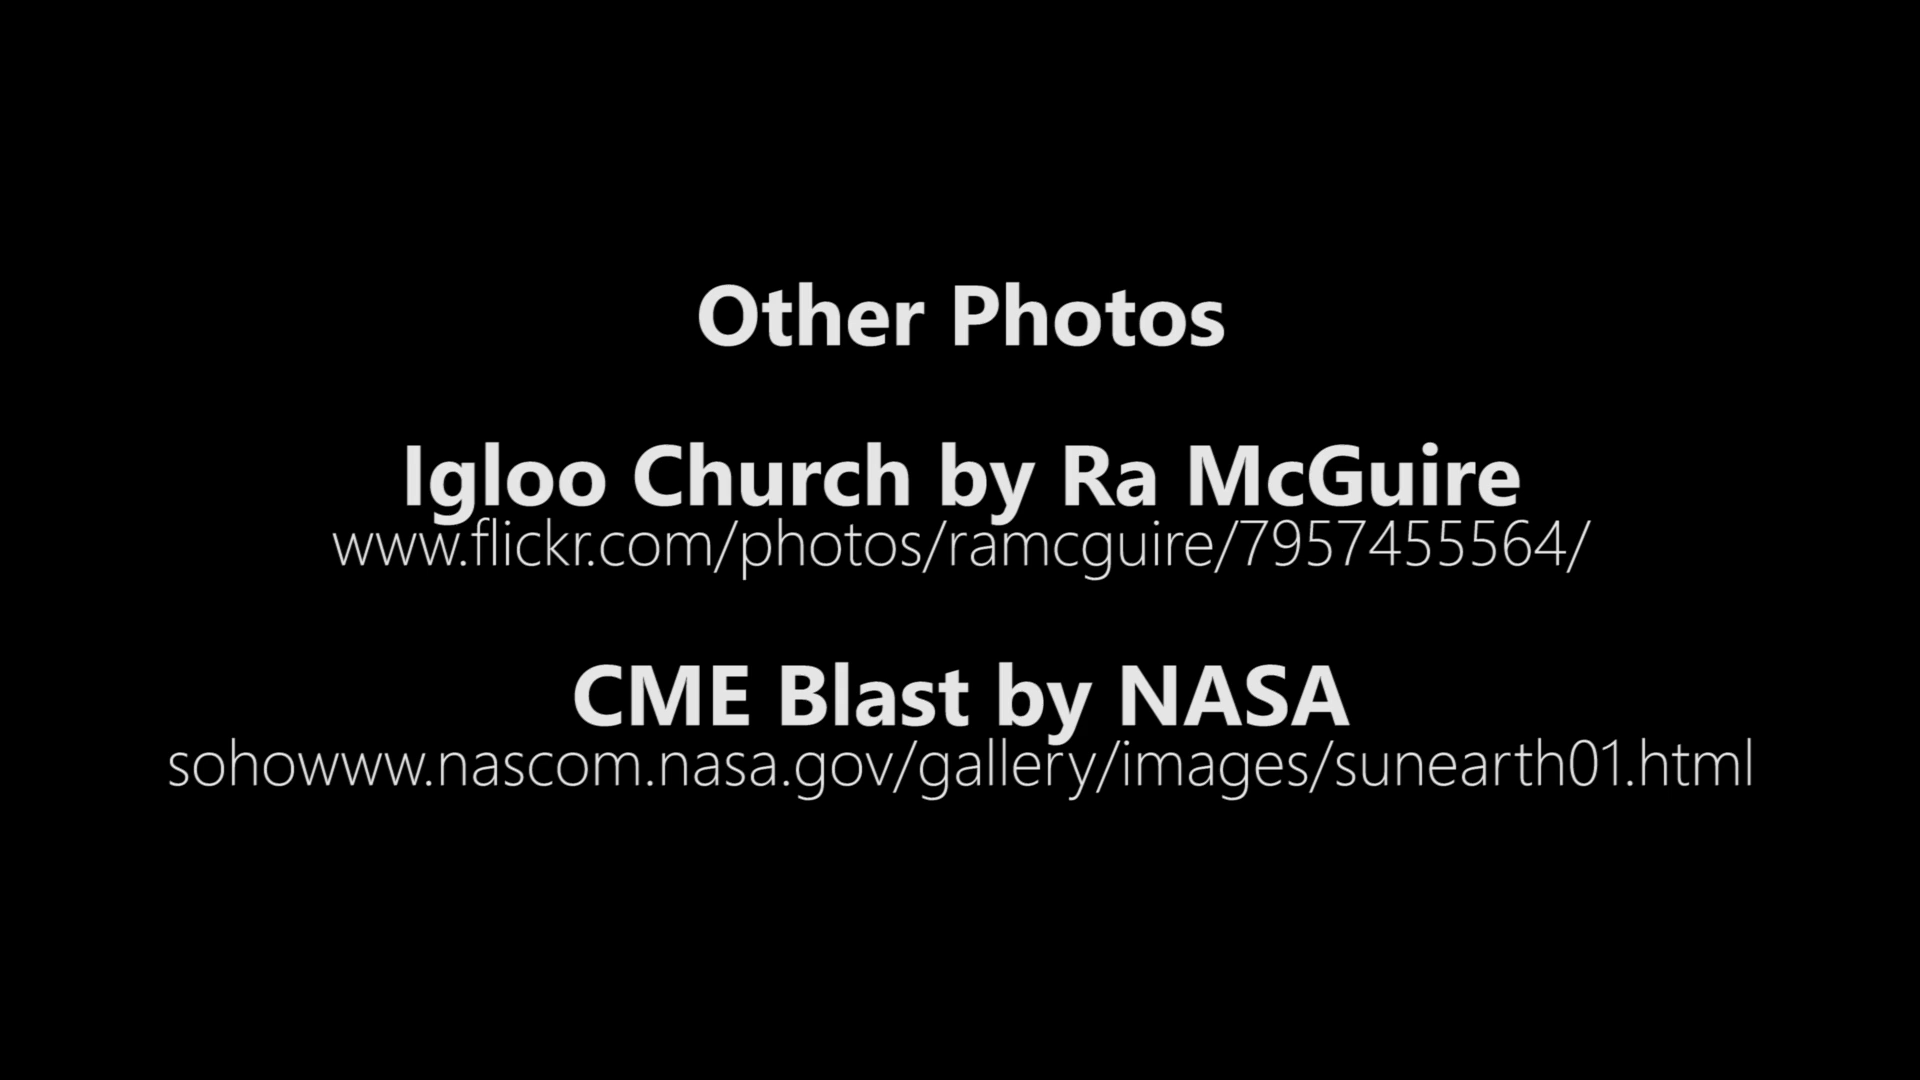 Other Photos
Igloo Church by Ra McGuire
www.flickr.com/photos/ramcguire/7957455564/
CME Blast by NASA
sohowww.nascom.nasa.gov/gallery/images/sunearth01.html